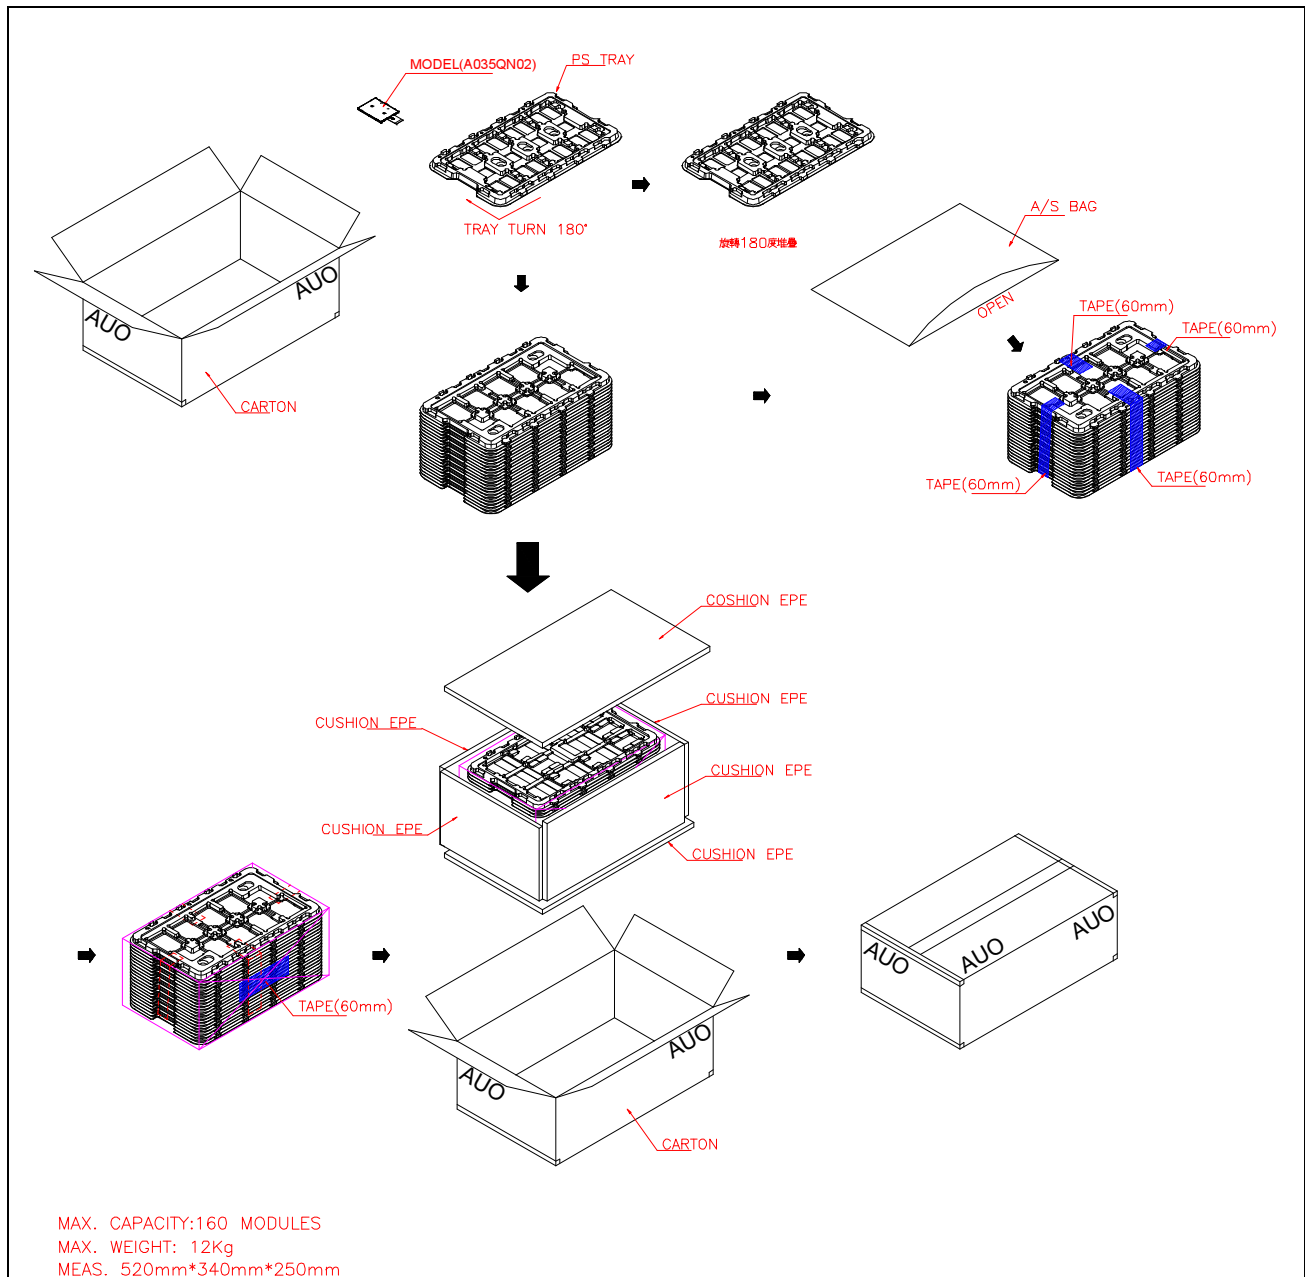 MODEL(A035QN02)
PS TRAY
TRAY TURN 180°
旋轉180度堆疊
A/S BAG
OPEN
AUO
AUO
CARTON
TAPE(60mm)
TAPE(60mm)
TAPE(60mm)
TAPE(60mm)
COSHION EPE
CUSHION EPE
CUSHION EPE
CUSHION EPE
CUSHION EPE
CUSHION EPE
TAPE(60mm)
AUO
AUO
CARTON
AUO
AUO
AUO
MAX. CAPACITY:160 MODULES
MAX. WEIGHT: 12Kg
MEAS. 520mm*340mm*250mm